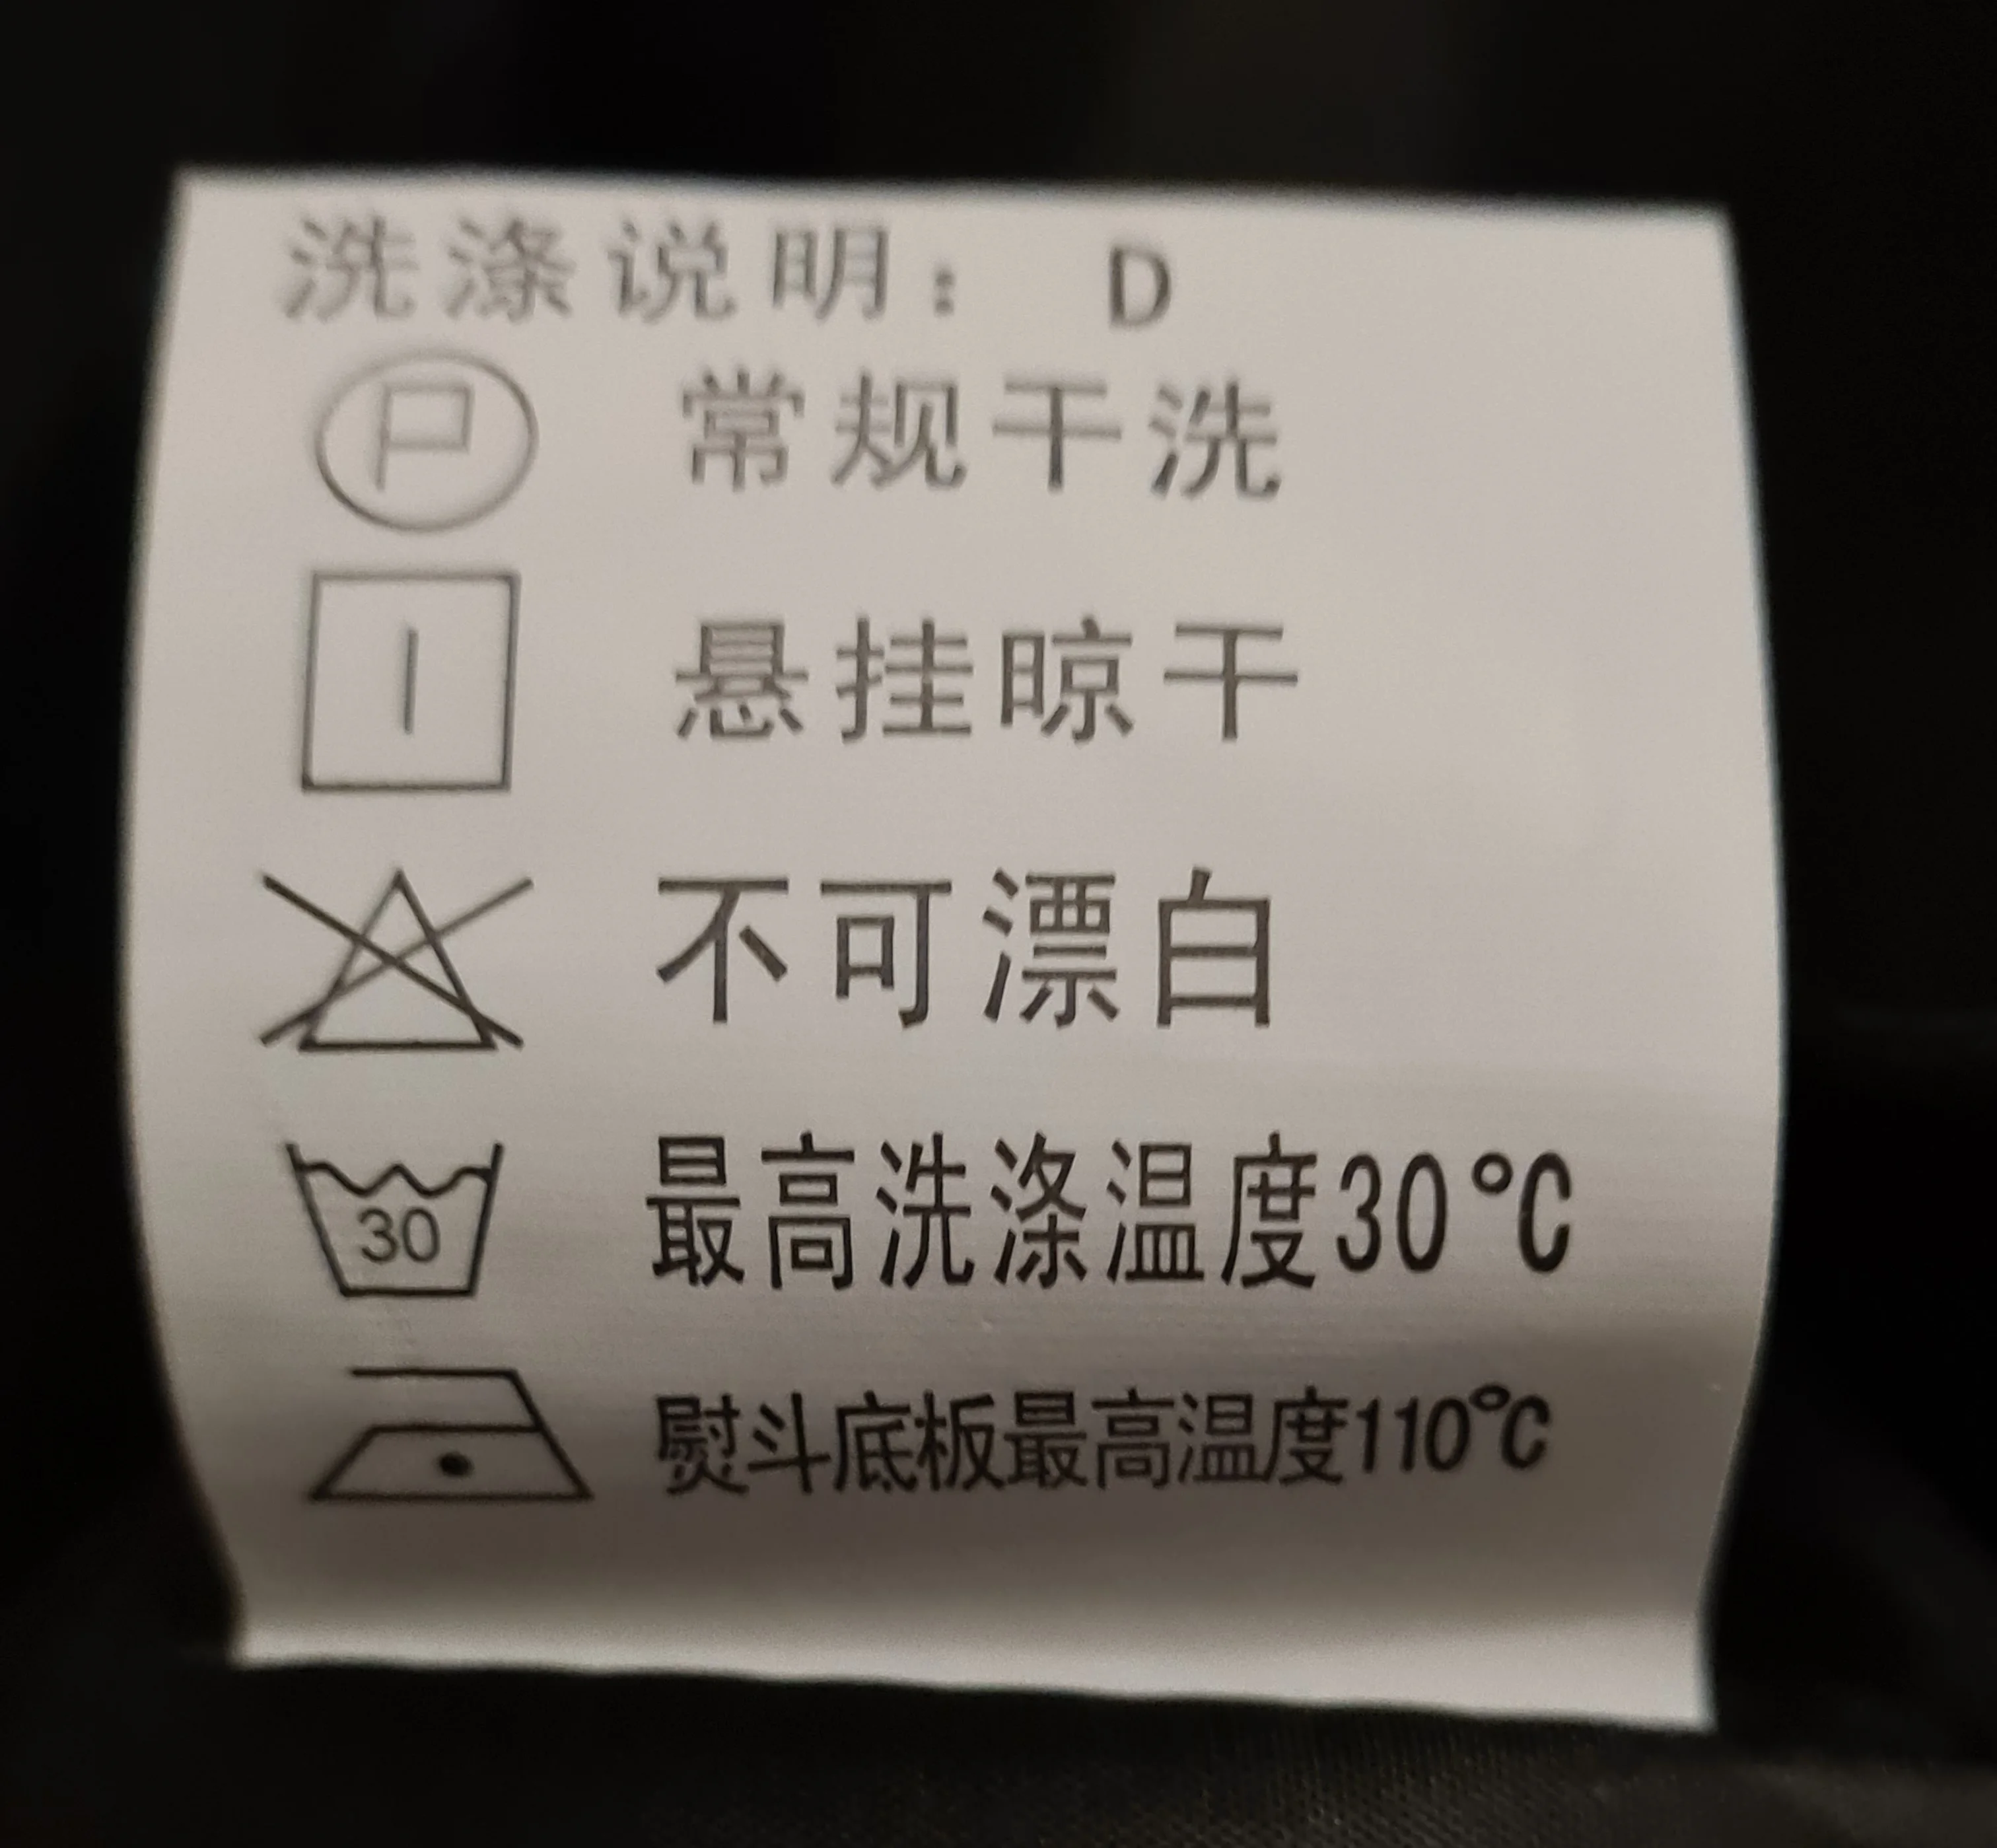 洗涤说明： D
P 常规干洗
悬挂晾干
不可漂白
30 最高洗涤温度30℃
熨斗底板最高温度110℃